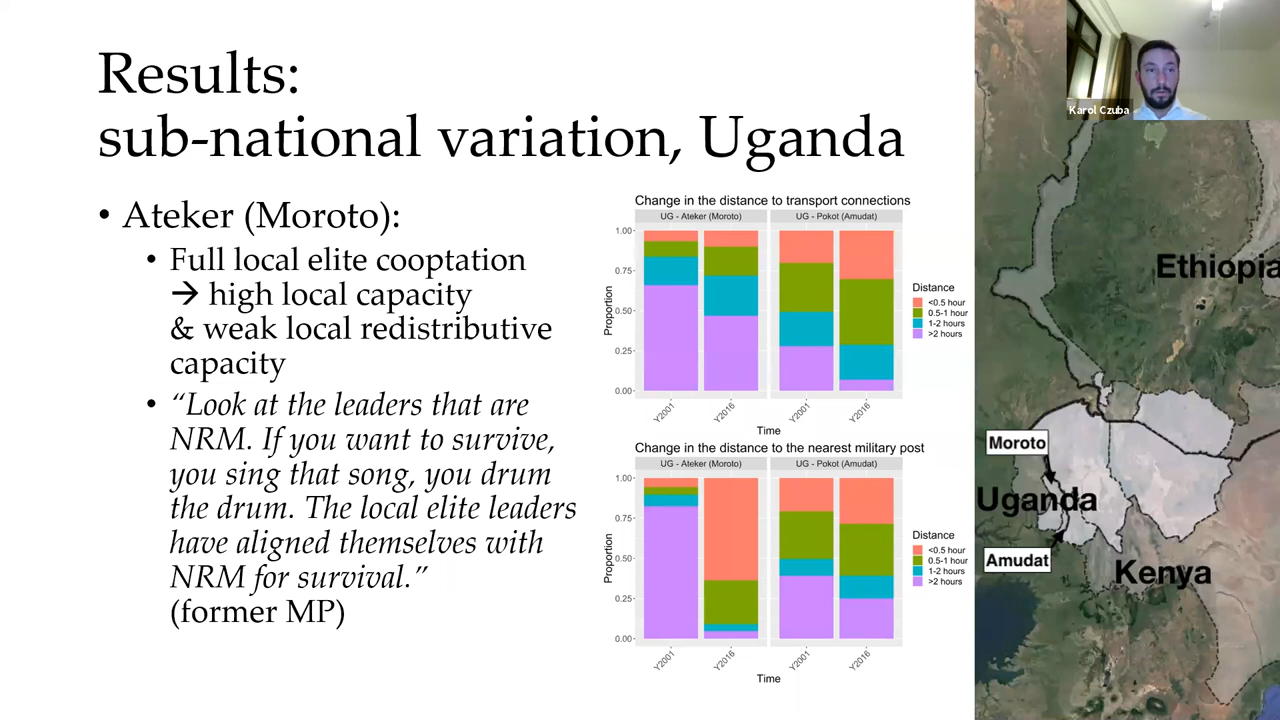 Results:
sub-national variation, Uganda
• Ateker (Moroto):
• Full local elite cooptation
→ high local capacity
& weak local redistributive
capacity
• “Look at the leaders that are
NRM. If you want to survive,
you sing that song, you drum
the drum. The local elite leaders
have aligned themselves with
NRM for survival.”
(former MP)
Change in the distance to transport connections
UG - Ateker (Moroto)
UG - Pokot (Amudat)
Proportion
1.00
0.75
0.50
0.25
0.00
Y2001
Y2016
Y2001
Y2016
Time
Distance
<0.5 hour
0.5-1 hour
1-2 hours
>2 hours
Change in the distance to the nearest military post
UG - Ateker (Moroto)
UG - Pokot (Amudat)
Proportion
1.00
0.75
0.50
0.25
0.00
Y2001
Y2016
Y2001
Y2016
Time
Distance
<0.5 hour
0.5-1 hour
1-2 hours
>2 hours
Karol Czuba
Ethiopia
Moroto
Uganda
Amudat
Kenya